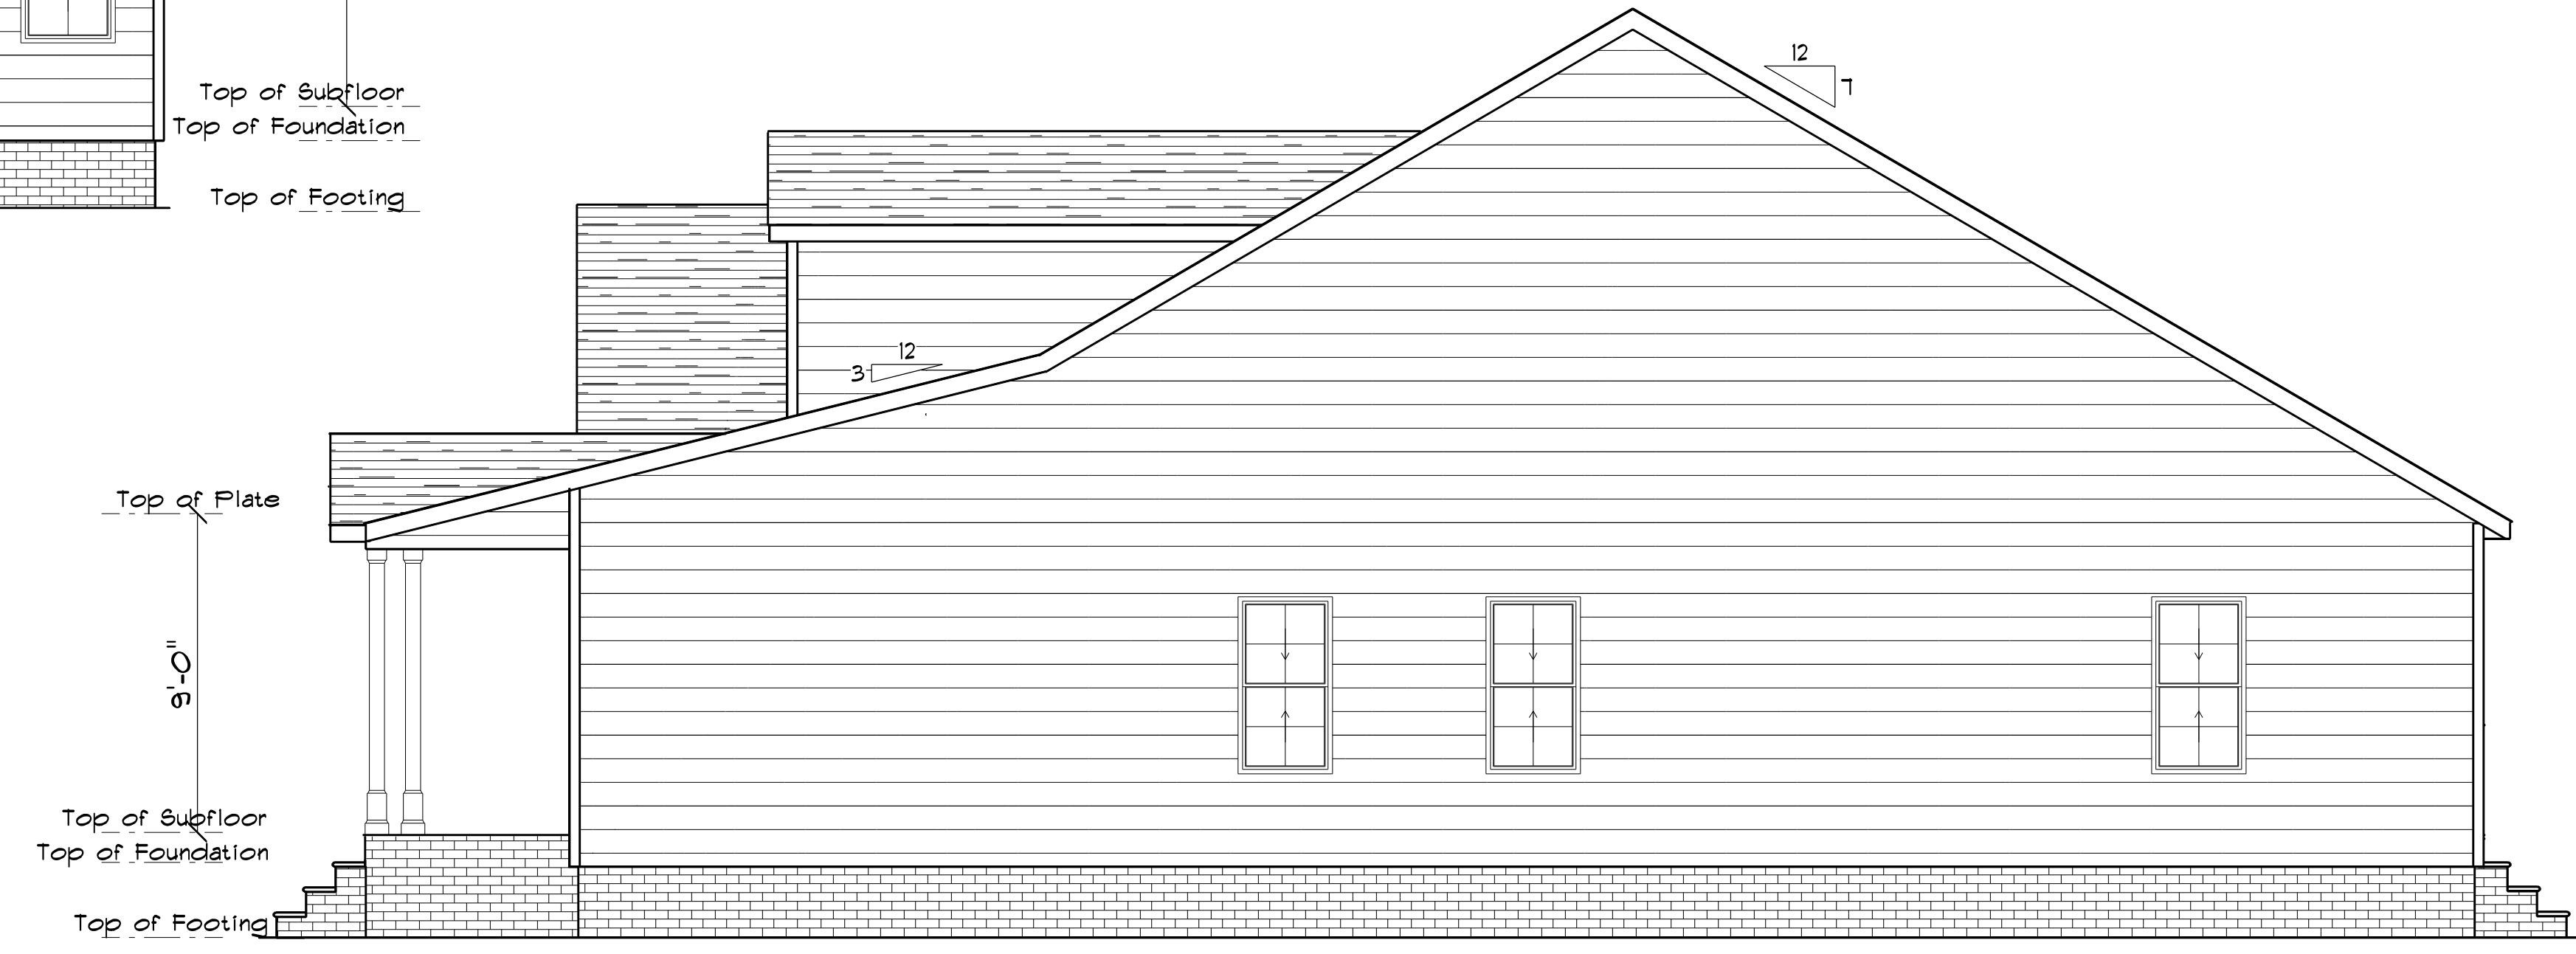 Top of Subfloor
Top of Foundation
Top of Footing
12
7
12
3
Top of Plate
9'-0"
Top of Subfloor
Top of Foundation
Top of Footing